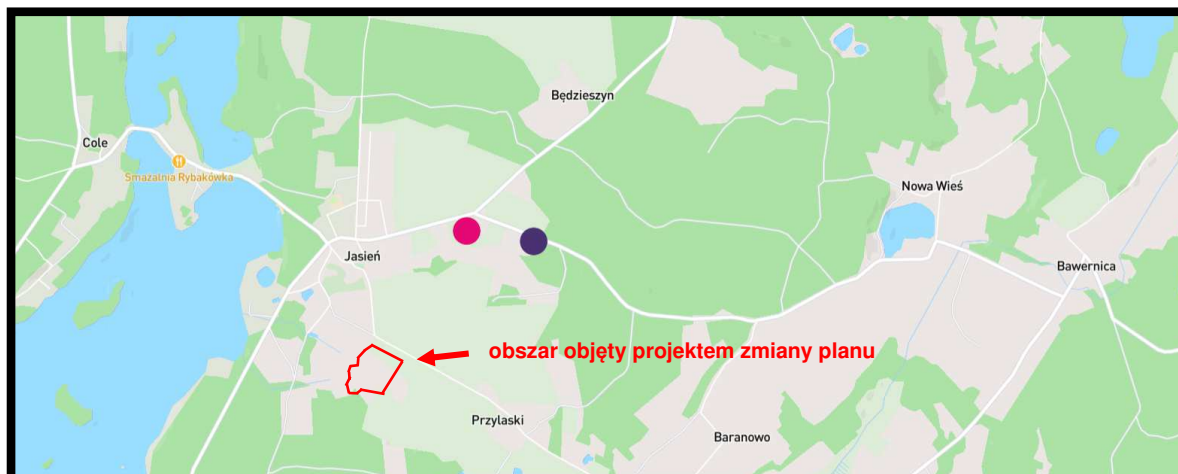 Będzieszyn
Cole
Smażalnia Rybakówka
Nowa Wieś
Jasień
Bawernica
obszar objęty projektem zmiany planu
Przylaski
Baranowo